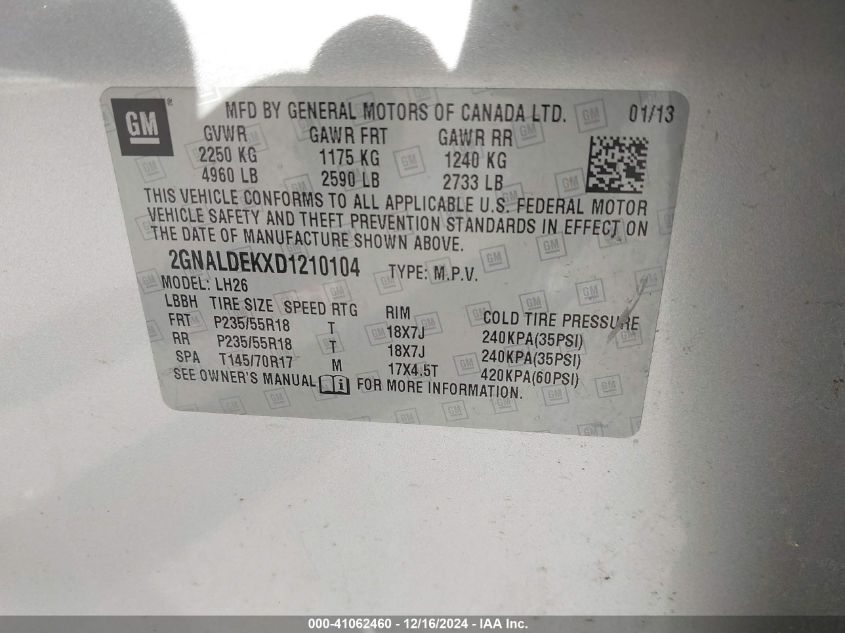 GM ® MFD BY GENERAL MOTORS OF CANADA LTD. 01/13
GVWR GAWR FRT GAWR RR
2250 KG 1175 KG 1240 KG
4960 LB 2590 LB 2733 LB
THIS VEHICLE CONFORMS TO ALL APPLICABLE U.S. FEDERAL MOTOR
VEHICLE SAFETY AND THEFT PREVENTION STANDARDS IN EFFECT ON
THE DATE OF MANUFACTURE SHOWN ABOVE.
2GNALDEKXD1210104 TYPE: M.P.V.
MODEL: LH26
LBBH TIRE SIZE SPEED RTG RIM COLD TIRE PRESSURE
FRT P235/55R18 T 18X7J 240KPA(35PSI)
RR P235/55R18 T 18X7J 240KPA(35PSI)
SPA T145/70R17 M 17X4.5T 420KPA(60PSI)
SEE OWNER'S MANUAL i FOR MORE INFORMATION.
000-41062460 - 12/16/2024 - IAA Inc.